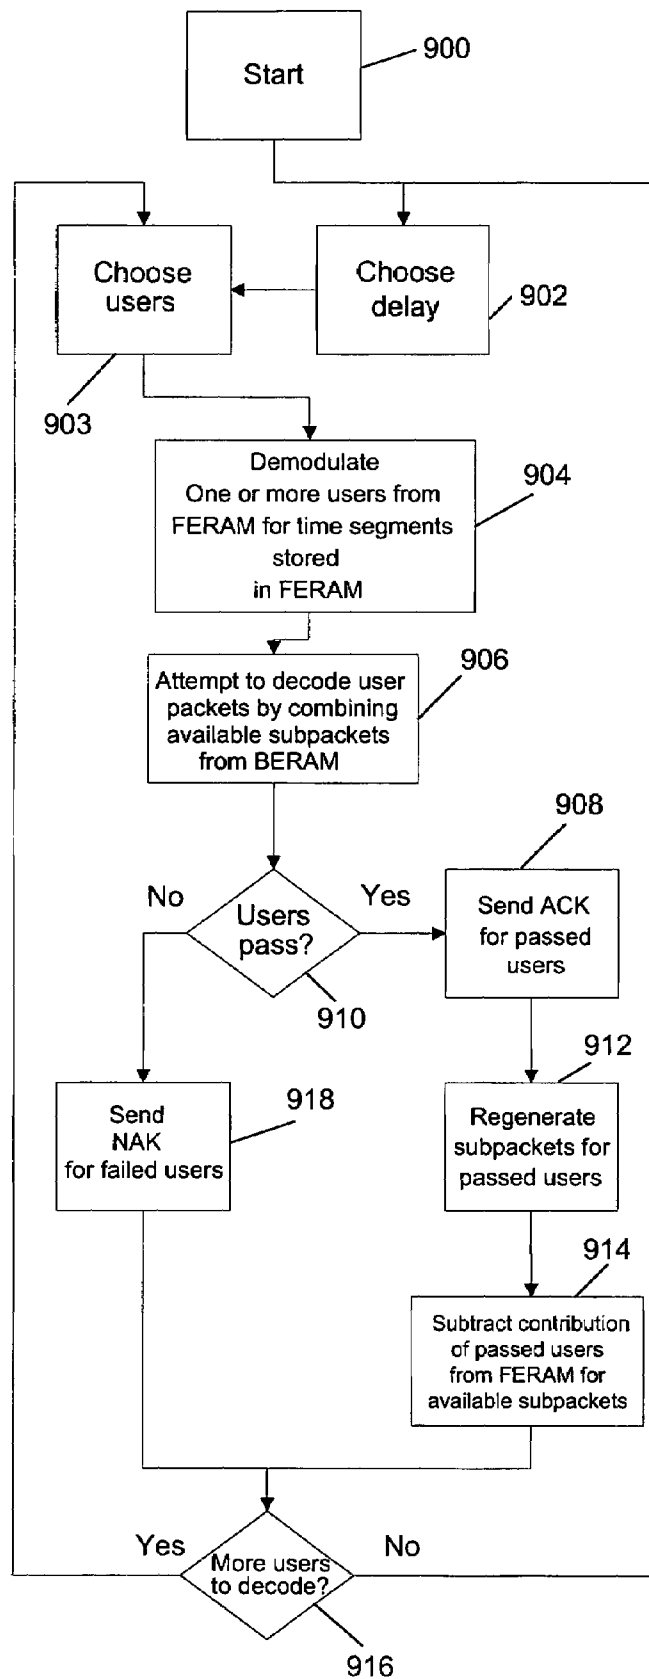 Start
900
Choose
users
903
Choose
delay
902
Demodulate
One or more users from
FERAM for time segments
stored
in FERAM
904
Attempt to decode user
packets by combining
available subpackets
from BERAM
906
Users
pass?
910
No
Yes
908
Send ACK
for passed
users
912
Regenerate
subpackets for
passed users
Send
NAK
for failed users
918
914
Subtract contribution
of passed users
from FERAM for
available subpackets
Yes
More users
to decode?
No
916